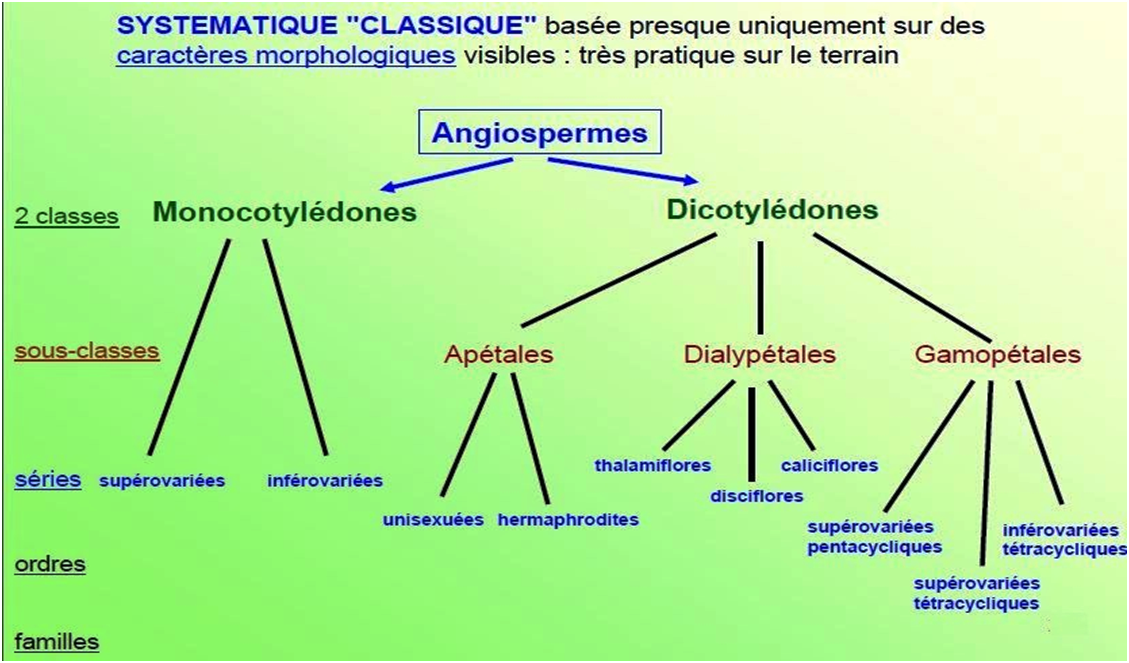 SYSTEMATIQUE "CLASSIQUE" basée presque uniquement sur des
caractères morphologiques visibles : très pratique sur le terrain
Angiospermes
2 classes Monocotylédones Dicotylédones
sous-classes Apétales Dialypétales Gamopétales
séries supérovariées inférovariées
thalamiflores caliciflores
disciflores
unisexuées hermaphrodites
supérovariées
pentacycliques
inférovariées
tétracycliques
supérovariées
tétracycliques
ordres
familles